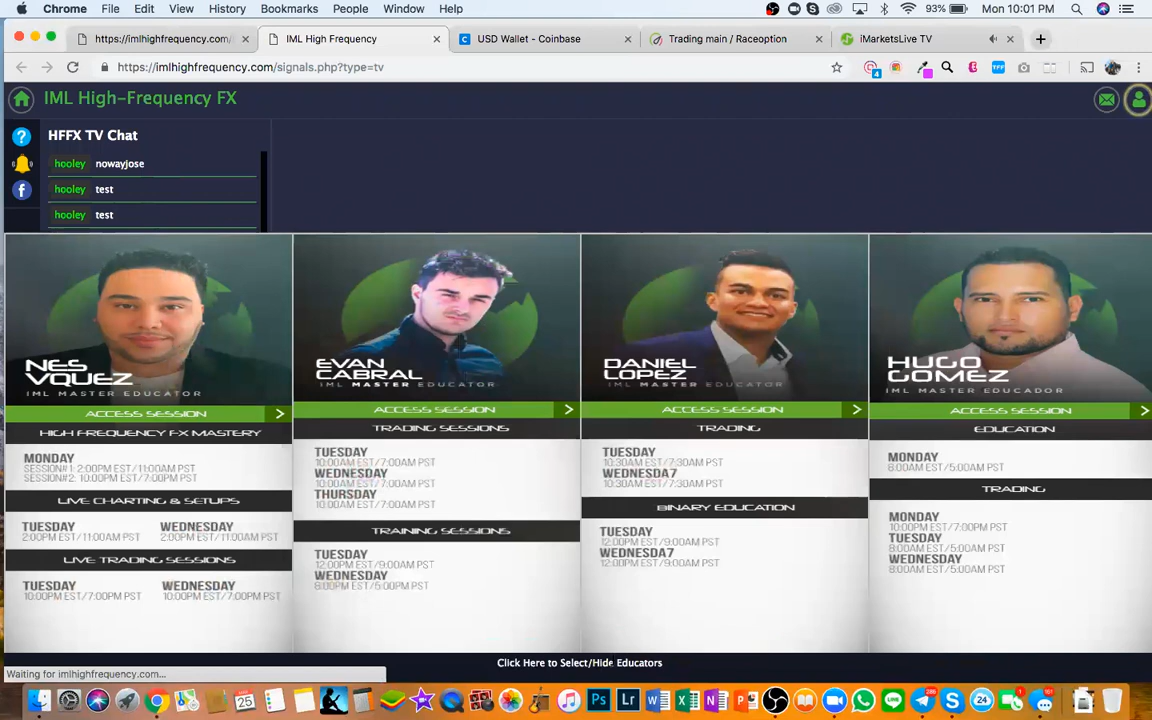 Chrome File Edit View History Bookmarks People Window Help 93% Mon 10:01 PM
https://imlhighfrequency.com/ IML High Frequency USD Wallet - Coinbase Trading main / Raceoption iMarketsLive TV
https://imlhighfrequency.com/signals.php?type=tv
IML High-Frequency FX
HFFX TV Chat
hooley nowayjose
hooley test
hooley test
NES VQUEZ
IML MASTER EDUCATOR
ACCESS SESSION
HIGH FREQUENCY FX MASTERY
MONDAY
SESSION#1: 2:00PM EST/11:00AM PST
SESSION#2: 10:00PM EST/7:00PM PST
LIVE CHARTING & SETUPS
TUESDAY WEDNESDAY
2:00PM EST/11:00AM PST 2:00PM EST/11:00AM PST
LIVE TRADING SESSIONS
TUESDAY WEDNESDAY
10:00PM EST/7:00PM PST 10:00PM EST/7:00PM PST
EVAN
CABRAL
IML MASTER EDUCATOR
ACCESS SESSION
TRADING SESSIONS
TUESDAY
10:00AM EST/7:00AM PST
WEDNESDAY
10:00AM EST/7:00AM PST
THURSDAY
10:00AM EST/7:00AM PST
TRAINING SESSIONS
TUESDAY
12:00PM EST/9:00AM PST
WEDNESDAY
8:00PM EST/5:00PM PST
DANIEL
LOPEZ
IML MASTER EDUCATOR
ACCESS SESSION
TRADING
TUESDAY
10:30AM EST/7:30AM PST
WEDNESDA7
10:30AM EST/7:30AM PST
BINARY EDUCATION
TUESDAY
12:00PM EST/9:00AM PST
WEDNESDA7
12:00PM EST/9:00AM PST
HUGO
GOMEZ
IML MASTER EDUCADOR
ACCESS SESSION
EDUCATION
MONDAY
8:00AM EST/5:00AM PST
TRADING
MONDAY
10:00PM EST/7:00PM PST
TUESDAY
8:00AM EST/5:00AM PST
WEDNESDAY
8:00AM EST/5:00AM PST
Click Here to Select/Hide Educators
Waiting for imlhighfrequency.com...